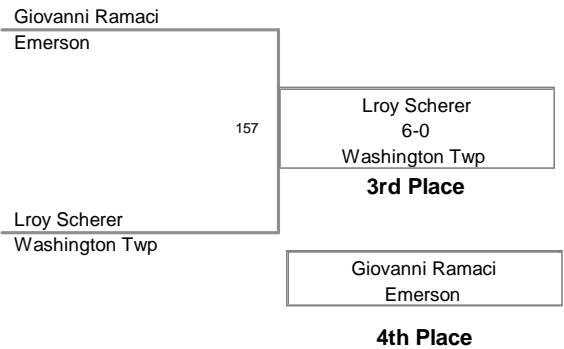 Giovanni Ramaci
Emerson
157
Lroy Scherer
6-0
Washington Twp
3rd Place
Lroy Scherer
Washington Twp
Giovanni Ramaci
Emerson
4th Place